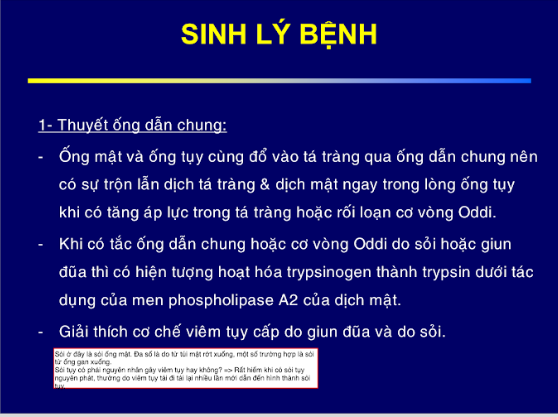 SINH LÝ BỆNH
1- Thuyết ống dẫn chung:
- Ống mật và ống tụy cùng đổ vào tá tràng qua ống dẫn chung nên
có sự trộn lẫn dịch tá tràng & dịch mật ngay trong lòng ống tụy
khi có tăng áp lực trong tá tràng hoặc rối loạn cơ vòng Oddi.
- Khi có tắc ống dẫn chung hoặc cơ vòng Oddi do sỏi hoặc giun
đũa thì có hiện tượng hoạt hóa trypsinogen thành trypsin dưới tác
dụng của men phospholipase A2 của dịch mật.
- Giải thích cơ chế viêm tụy cấp do giun đũa và do sỏi.
Sỏi ở đây là sỏi ống mật. Đa số là do từ túi mật rớt xuống, một số trường hợp là sỏi
từ ống gan xuống.
Sỏi tụy có phải nguyên nhân gây viêm tụy hay không? => Rất hiếm khi có sỏi tụy
nguyên phát, thường do viêm tụy tái đi tái lại nhiều lần mới dẫn đến hình thành sỏi
tụy.